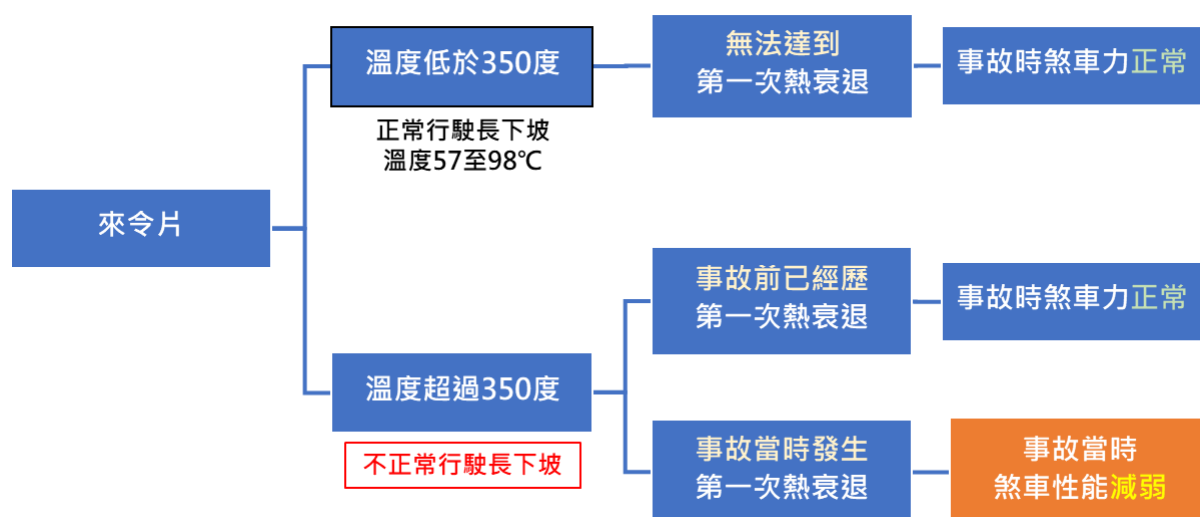 溫度低於350度
正常行駛長下坡
溫度57至98℃
無法達到
第一次熱衰退
事故時煞車力正常
來令片
溫度超過350度
不正常行駛長下坡
事故前已經歷
第一次熱衰退
事故時煞車力正常
事故當時發生
第一次熱衰退
事故當時
煞車性能減弱